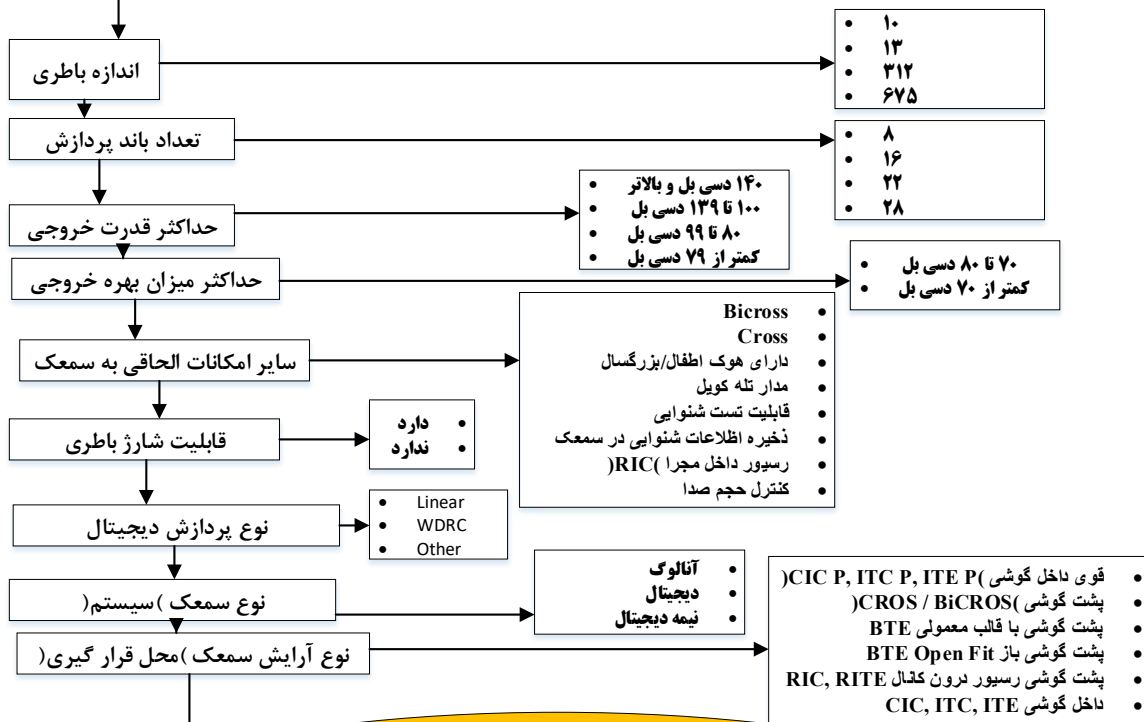 اندازه باطری
۱۰
۱۳
۳۱۲
۶۷۵
تعداد باند پردازش
۸
۱۶
۲۲
۲۸
حداکثر قدرت خروجی
۱۴۰ دسی بل و بالاتر
۱۰۰ تا ۱۳۹ دسی بل
۸۰ تا ۹۹ دسی بل
کمتر از ۷۹ دسی بل
حداکثر میزان بهره خروجی
۷۰ تا ۸۰ دسی بل
کمتر از ۷۰ دسی بل
سایر امکانات الحاقی به سمعک
Bicross
Cross
دارای هوک اطفال/بزرگسال
مدار تله کویل
قابلیت تست شنوایی
ذخیره اظلاعات شنوایی در سمعک
رسیور داخل مجرا (RIC)
کنترل حجم صدا
قابلیت شارژ باطری
دارد
ندارد
نوع پردازش دیجیتال
Linear
WDRC
Other
نوع سمعک (سیستم)
آنالوگ
دیجیتال
نیمه دیجیتال
نوع آرایش سمعک (محل قرار گیری)
قوی داخل گوشی (CIC P, ITC P, ITE P)
پشت گوشی (CROS / BiCROS)
پشت گوشی با قالب معمولی BTE
پشت گوشی باز BTE Open Fit
پشت گوشی رسیور درون کانال RIC, RITE
داخل گوشی CIC, ITC, ITE